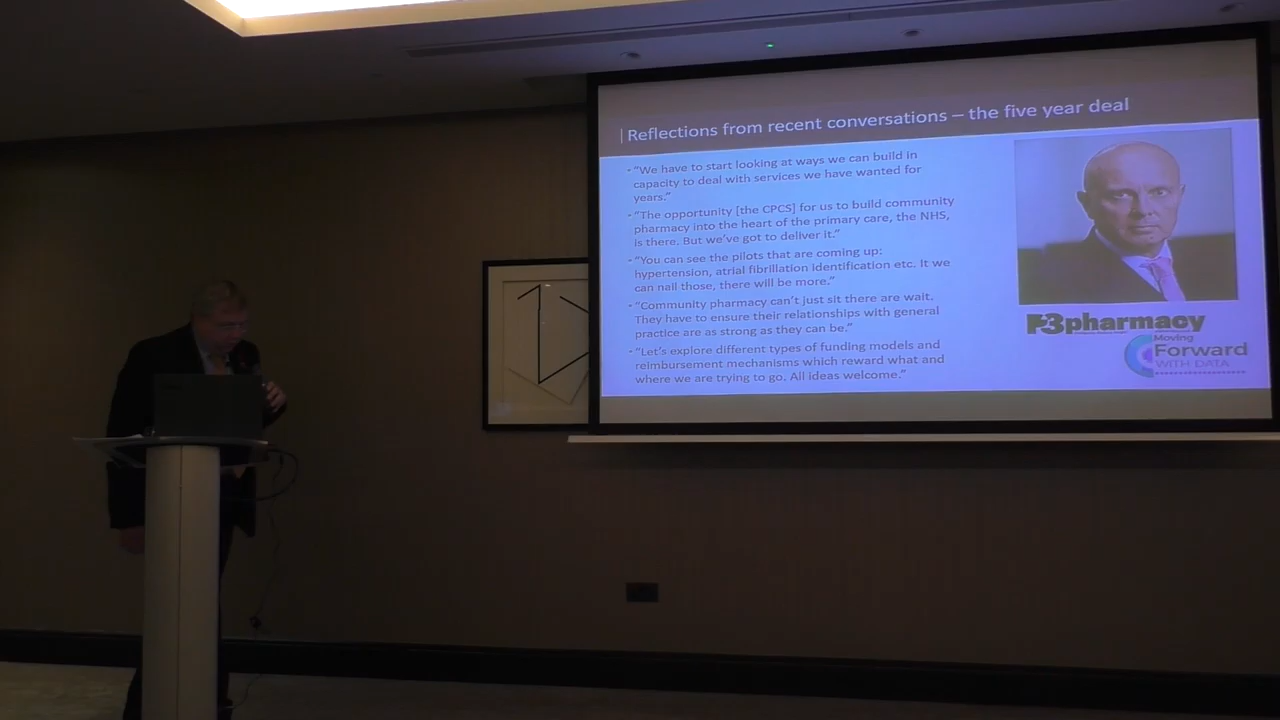 Reflections from recent conversations – the five year deal
• "We have to start looking at ways we can build in
capacity to deal with services we have wanted for
years."
• "The opportunity [the CPCS] for us to build community
pharmacy into the heart of the primary care, the NHS,
is there. But we've got to deliver it."
• "You can see the pilots that are coming up:
hypertension, atrial fibrillation identification etc. It we
can nail those, there will be more."
• "Community pharmacy can't just sit there are wait.
They have to ensure their relationships with general
practice are as strong as they can be."
• "Let's explore different types of funding models and
reimbursement mechanisms which reward what and
where we are trying to go. All ideas welcome."
P3pharmacy
Moving
Forward
WITH DATA